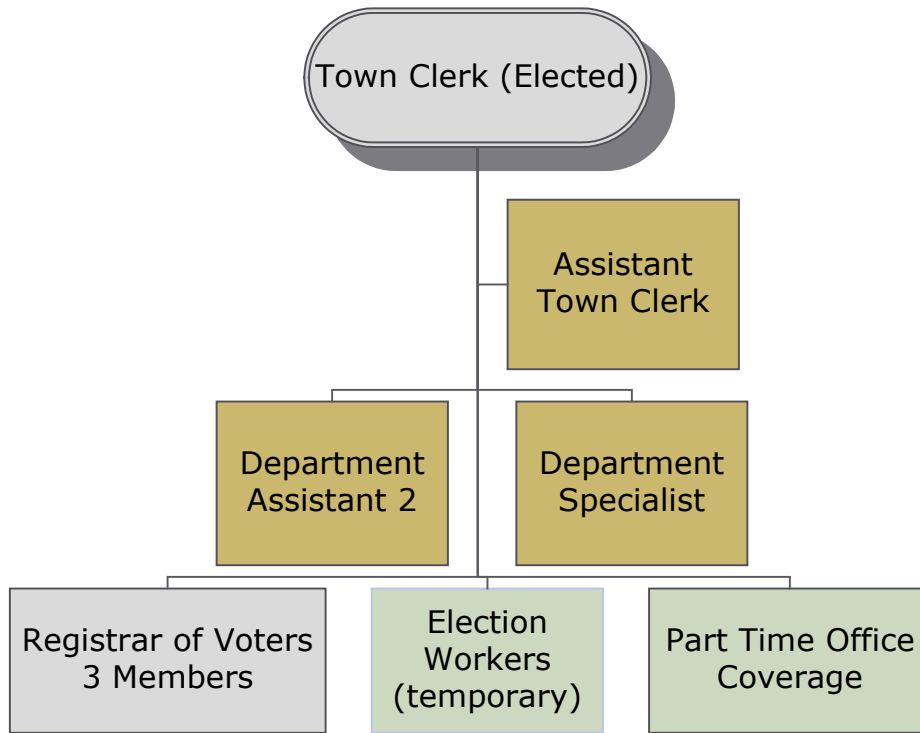 Town Clerk (Elected)
Assistant
Town Clerk
Department
Assistant 2
Department
Specialist
Registrar of Voters
3 Members
Election
Workers
(temporary)
Part Time Office
Coverage